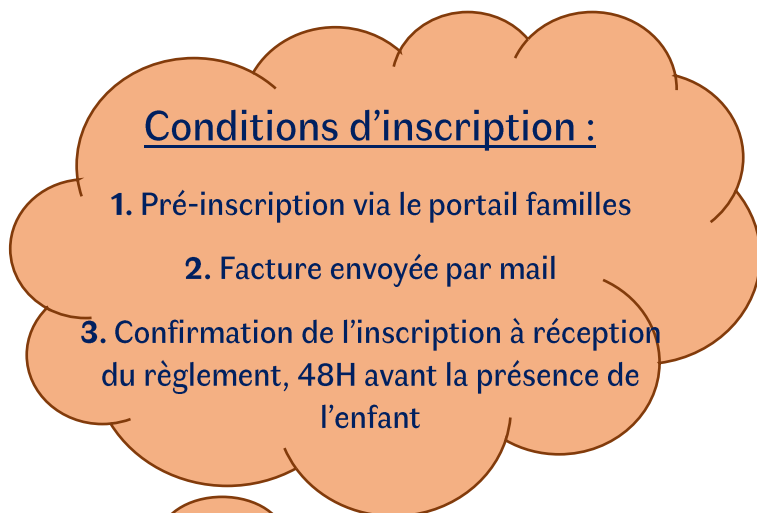 Conditions d’inscription :
1. Pré-inscription via le portail familles
2. Facture envoyée par mail
3. Confirmation de l’inscription à réception
du règlement, 48H avant la présence de
l’enfant